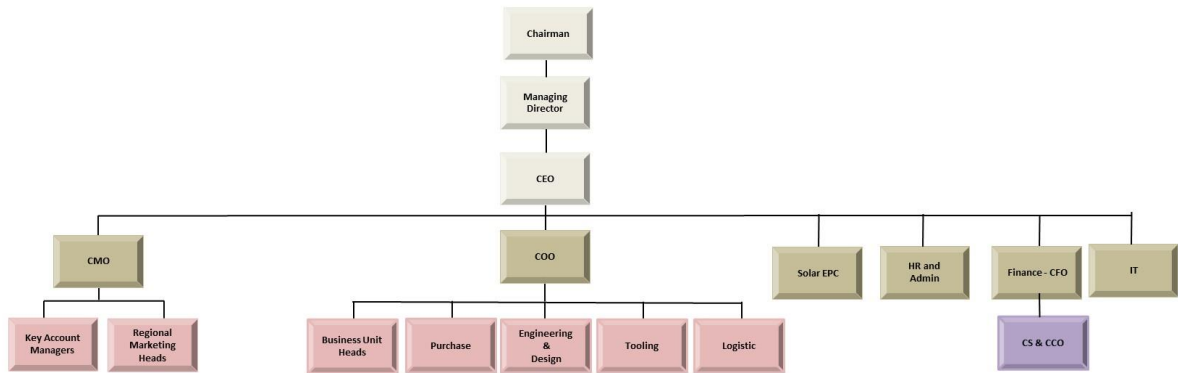 Chairman
Managing
Director
CEO
CMO
COO
Solar EPC
HR and
Admin
Finance - CFO
IT
Key Account
Managers
Regional
Marketing
Heads
Business Unit
Heads
Purchase
Engineering
&
Design
Tooling
Logistic
CS & CCO